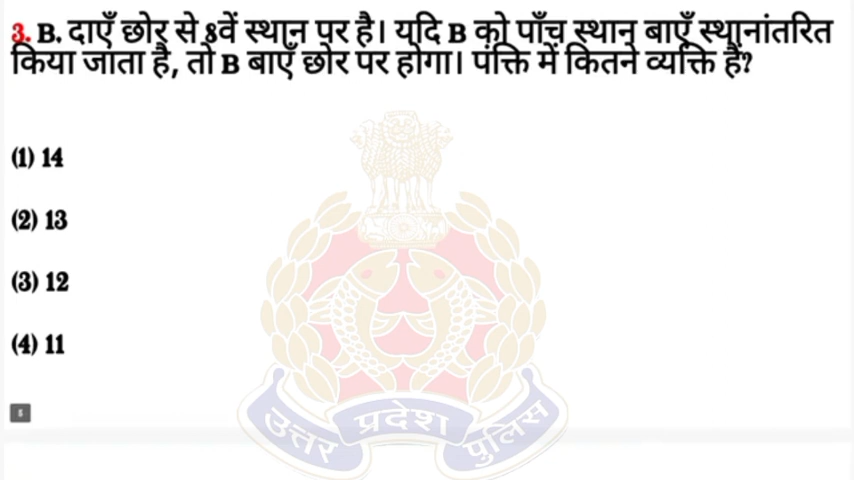 3. B. दाएँ छोर से 8वें स्थान पर है। यदि B को पाँच स्थान बाएँ स्थानांतरित
किया जाता है, तो B बाएँ छोर पर होगा। पंक्ति में कितने व्यक्ति हैं?
(1) 14
(2) 13
(3) 12
(4) 11
उत्तर प्रदेश पुलिस